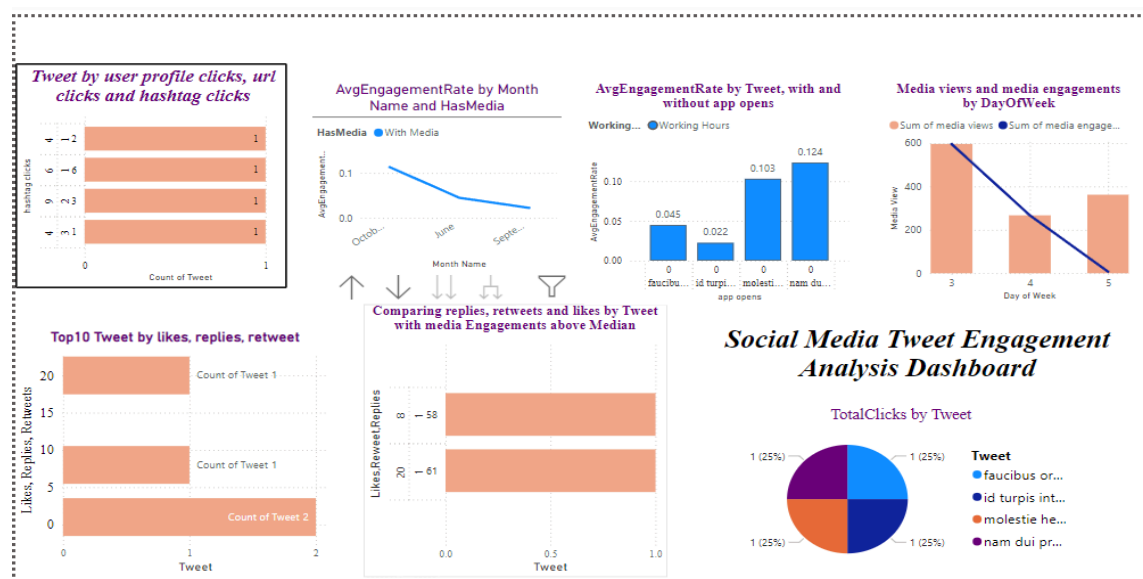 Tweet by user profile clicks, url
clicks and hashtag clicks
hashtag clicks
4 1 2 1
6 1 6 1
9 2 3 1
4 3 1 1
0 1
Count of Tweet
AvgEngagementRate by Month
Name and HasMedia
HasMedia With Media
AvgEngagement...
0.1
0.0
Octob... June Septe...
Month Name
AvgEngagementRate by Tweet, with and
without app opens
Working... Working Hours
AvgEngagementRate
0.10
0.05
0.00
0.045 0.022 0.103 0.124
0 0 0 0
faucibu... id turpi... molesti... nam du...
app opens
Media views and media engagements
by DayOfWeek
Sum of media views Sum of media engage...
Media View
600
400
200
0
3 4 5
Day of Week
Top10 Tweet by likes, replies, retweet
Likes, Replies, Retweets
20 Count of Tweet 1
15
10 Count of Tweet 1
5
0 Count of Tweet 2
0 1 2
Tweet
Comparing replies, retweets and likes by Tweet
with media Engagements above Median
Likes,Reweet,Replies
8 1 58
20 1 61
0.0 0.5 1.0
Tweet
Social Media Tweet Engagement
Analysis Dashboard
TotalClicks by Tweet
1 (25%) 1 (25%)
1 (25%) 1 (25%)
Tweet
faucibus or...
id turpis int...
molestie he...
nam dui pr...